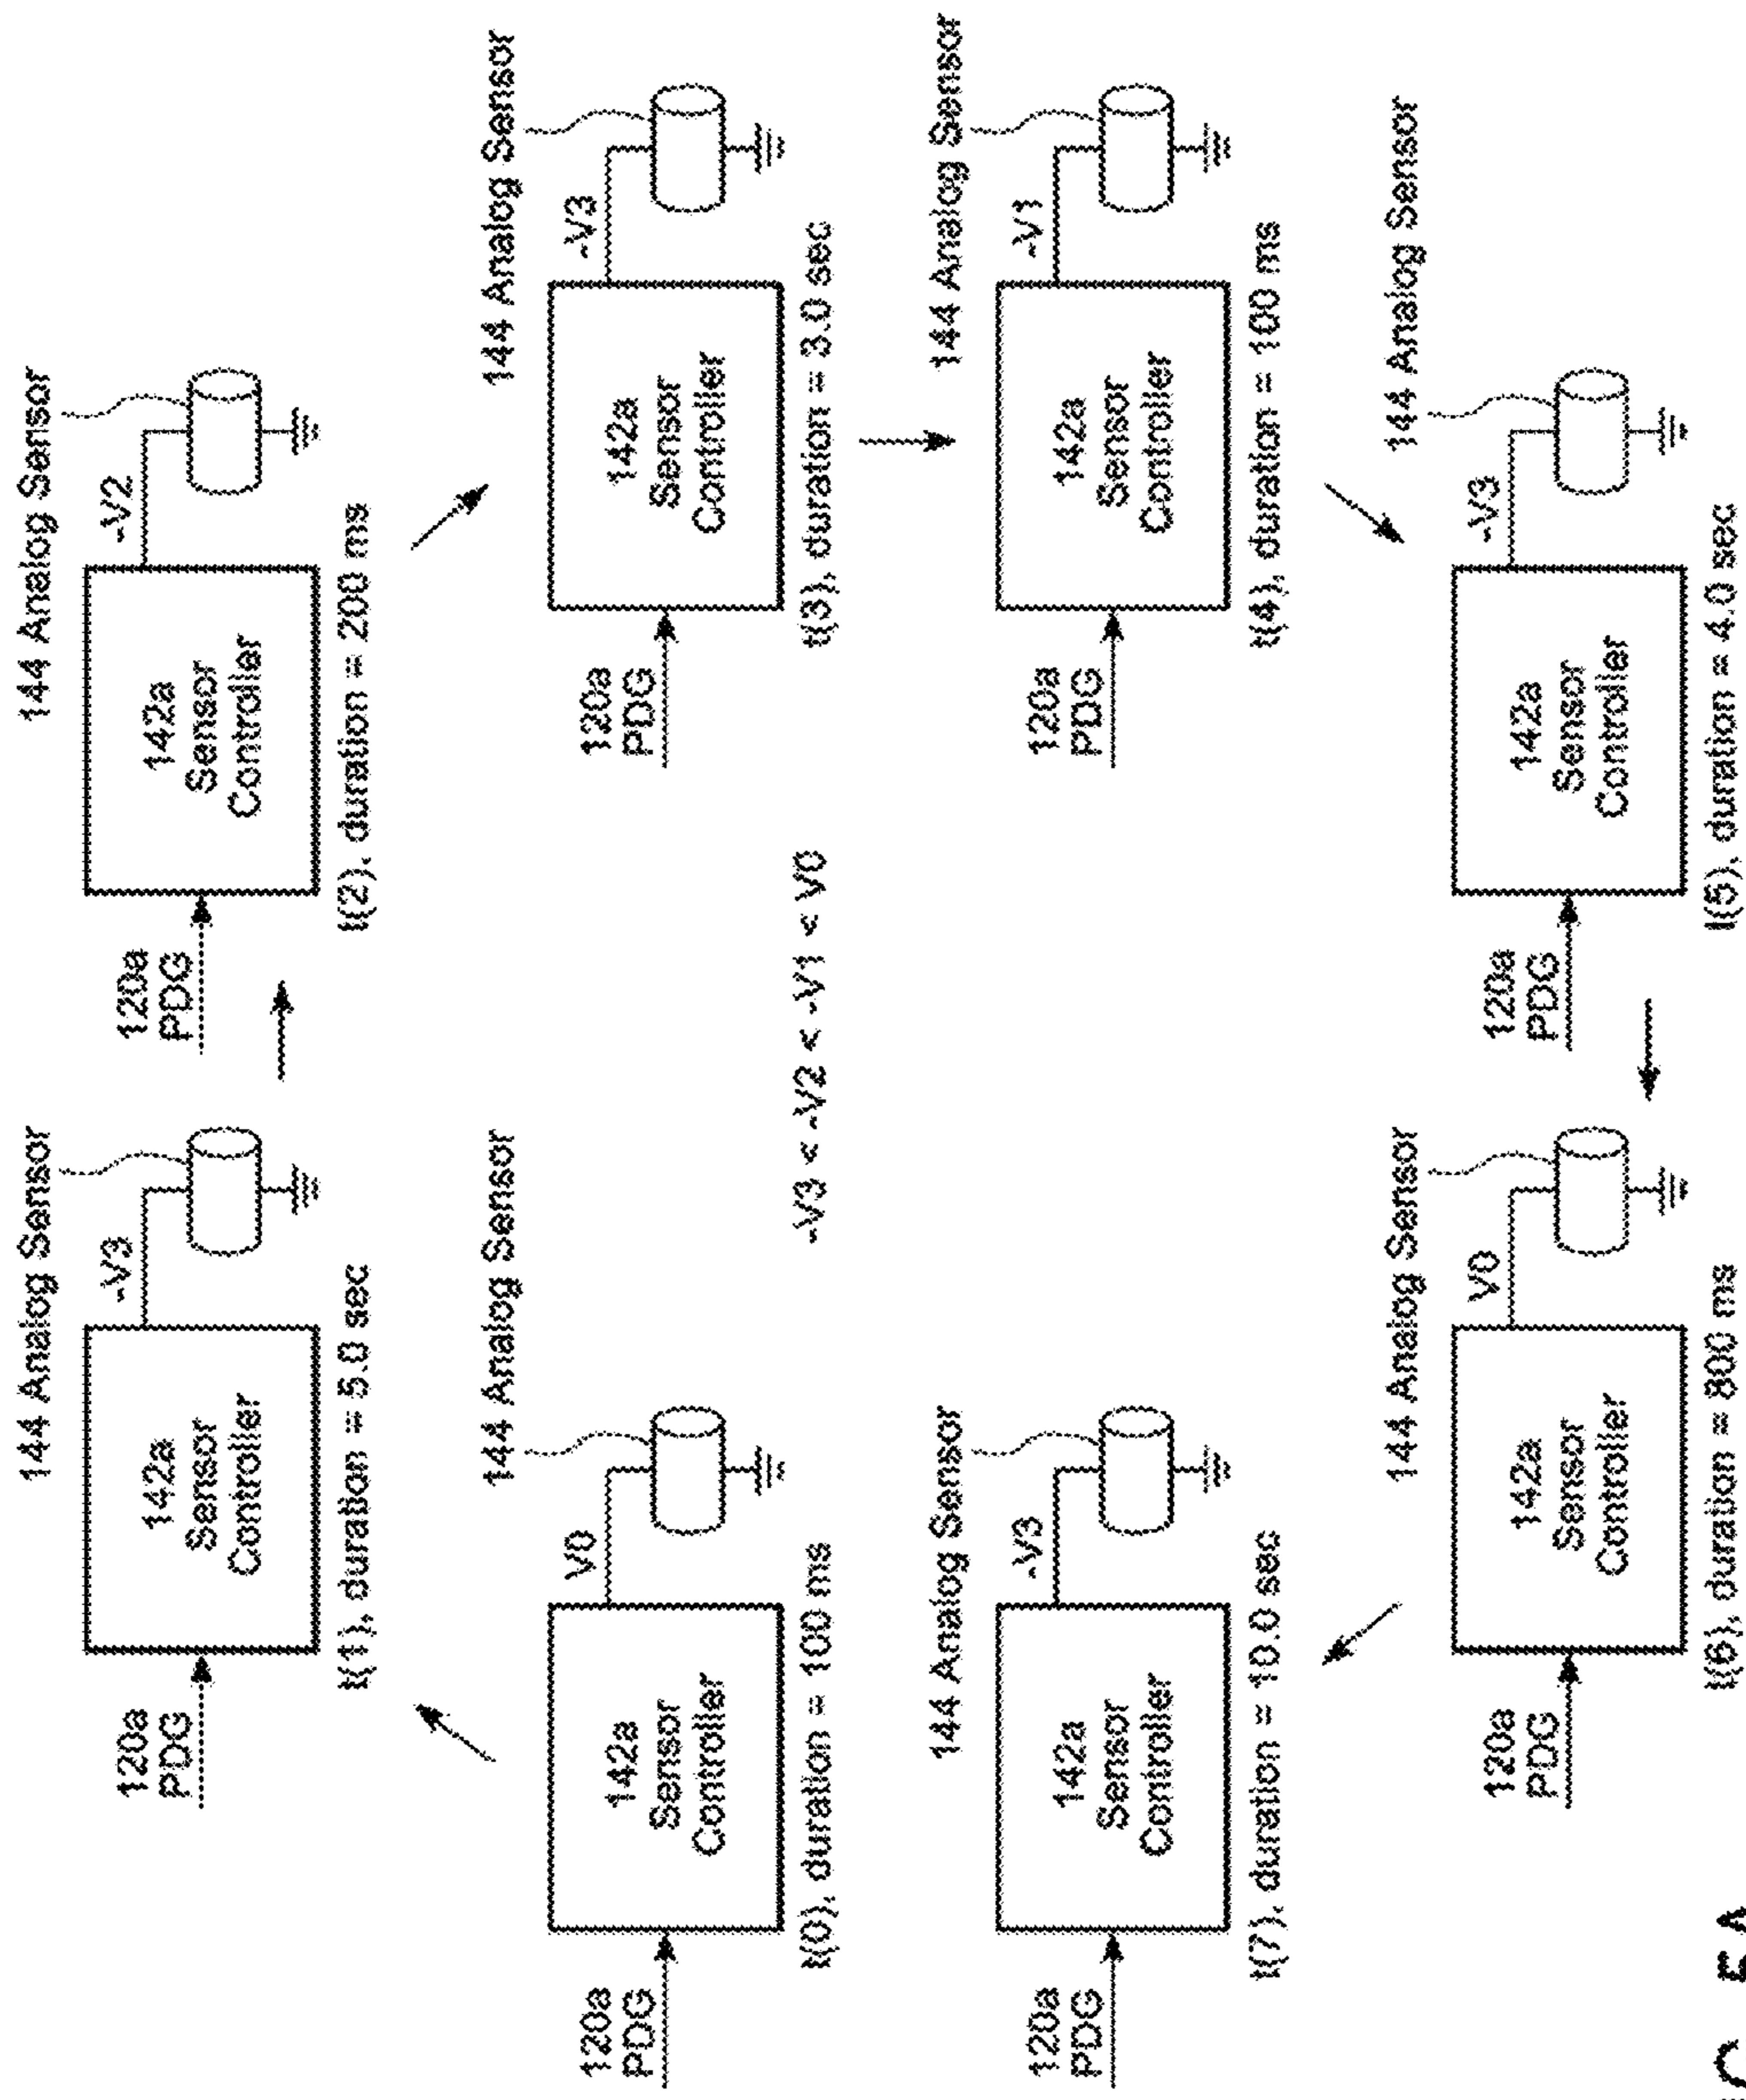 144 Analog Sensor
120a
PDG
142a
Sensor
Controller
V0
t(0), duration = 100 ms
144 Analog Sensor
120a
PDG
142a
Sensor
Controller
-V3
t(1), duration = 5.0 sec
144 Analog Sensor
120a
PDG
142a
Sensor
Controller
-V2
t(2), duration = 200 ms
144 Analog Sensor
120a
PDG
142a
Sensor
Controller
-V3
t(3), duration = 3.0 sec
-V3 < -V2 < -V1 < V0
144 Analog Sensor
120a
PDG
142a
Sensor
Controller
-V1
t(4), duration = 100 ms
144 Analog Sensor
120a
PDG
142a
Sensor
Controller
-V3
t(5), duration = 4.0 sec
144 Analog Sensor
120a
PDG
142a
Sensor
Controller
V0
t(6), duration = 800 ms
144 Analog Sensor
120a
PDG
142a
Sensor
Controller
-V3
t(7), duration = 10.0 sec